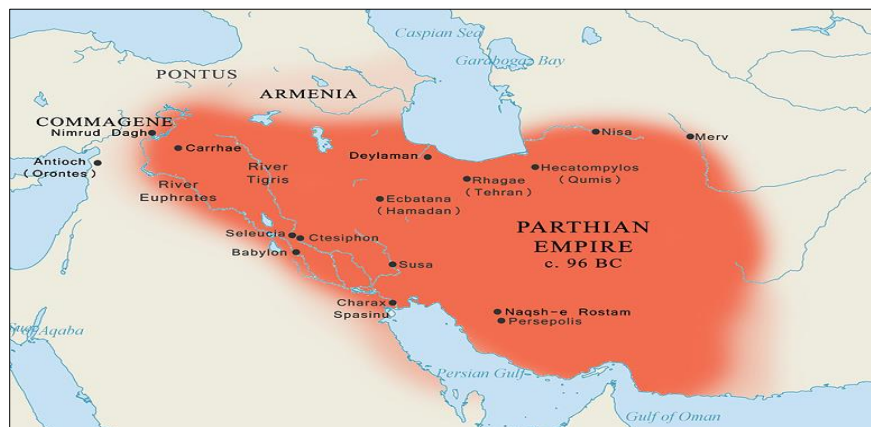 Caspian Sea
Garabogaz Bay
PONTUS
ARMENIA
COMMAGENE
Nimrud Dagh
Nisa
Merv
Carrhae
Deylaman
Antioch
(Orontes)
River
Tigris
Hecatompylos
(Qumis)
Rhagae
(Tehran)
River
Euphrates
Ecbatana
(Hamadan)
PARTHIAN
EMPIRE
c. 96 BC
Seleucia
Ctesiphon
Babylon
Susa
Charax
Spasinu
Naqsh-e Rostam
Persepolis
of Aqaba
Persian Gulf
Gulf of Oman